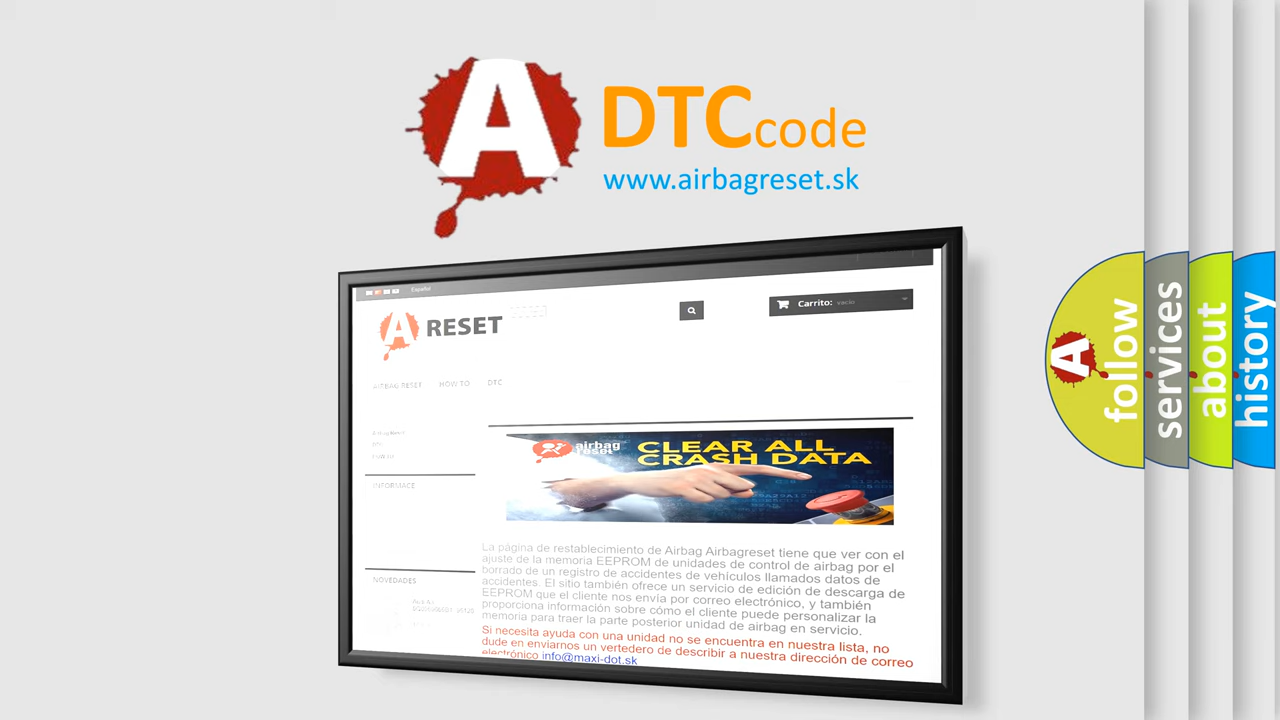 A DTCcode
www.airbagreset.sk
Español
A RESET
Carrito: vacío
AIRBAG RESET HOW TO DTC
INFORMACE
NOVEDADES
airbag
reset
CLEAR ALL
CRASH DATA
La página de restablecimiento de Airbag Airbagreset tiene que ver con el
ajuste de la memoria EEPROM de unidades de control de airbag por el
borrado de un registro de accidentes de vehículos llamados datos de
accidentes. El sitio también ofrece un servicio de edición de descarga de
EEPROM que el cliente nos envía por correo electrónico, y también
proporciona información sobre cómo el cliente puede personalizar la
memoria para traer la parte posterior unidad de airbag en servicio.
Si necesita ayuda con una unidad no se encuentra en nuestra lista, no
dude en enviarnos un vertedero de describir a nuestra dirección de correo
electrónico info@maxi-dot.sk
A
follow
services
about
history